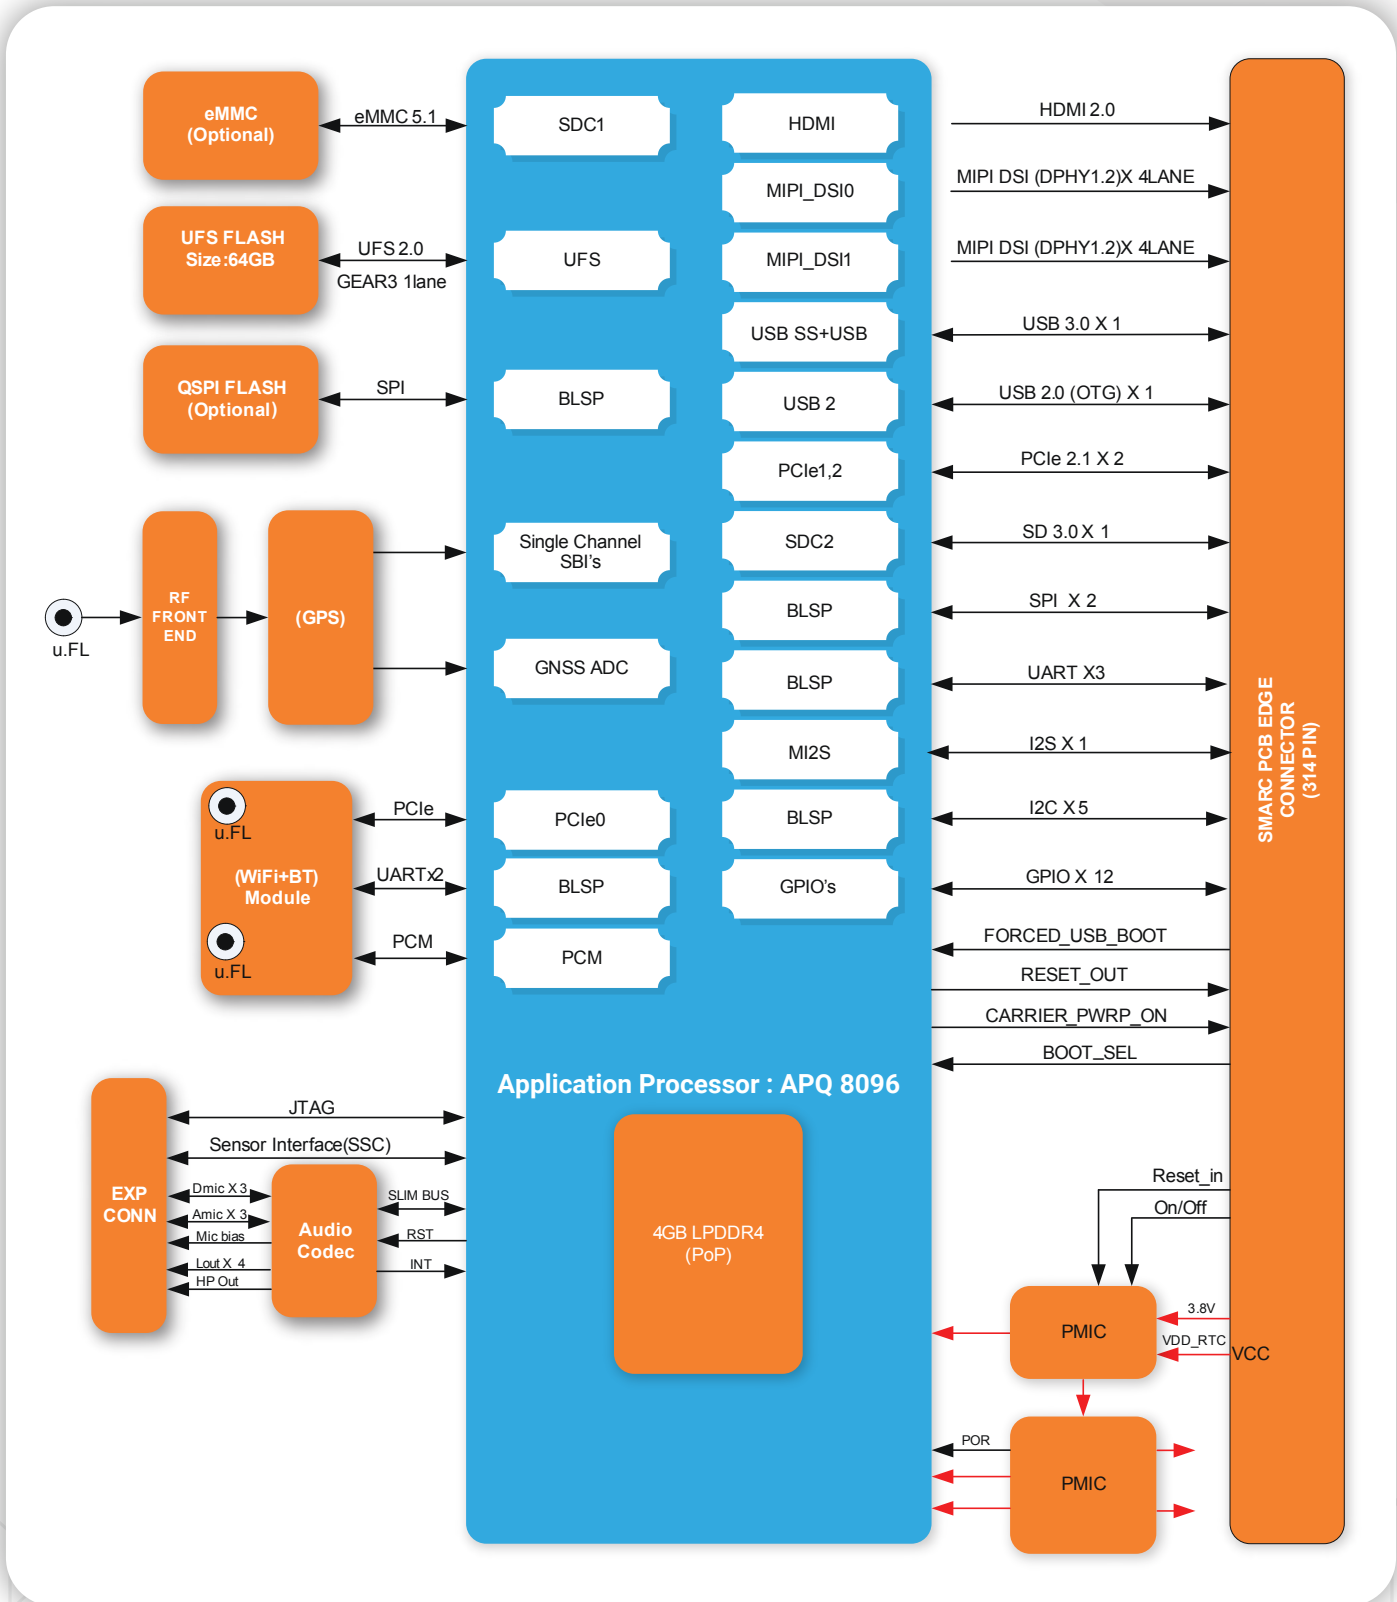 eMMC
(Optional)
eMMC 5.1
SDC1
UFS FLASH
Size:64GB
UFS 2.0
GEAR3 1lane
UFS
QSPI FLASH
(Optional)
SPI
BLSP
u.FL
RF
FRONT
END
(GPS)
Single Channel
SBI's
GNSS ADC
u.FL
(WiFi+BT)
Module
u.FL
PCIe
PCIe0
UARTx2
BLSP
PCM
PCM
HDMI
HDMI 2.0
MIPI_DSI0
MIPI DSI (DPHY1.2)X 4LANE
MIPI_DSI1
MIPI DSI (DPHY1.2)X 4LANE
USB SS+USB
USB 3.0 X 1
USB 2
USB 2.0 (OTG) X 1
PCIe1,2
PCIe 2.1 X 2
SDC2
SD 3.0 X 1
BLSP
SPI X 2
BLSP
UART X3
MI2S
I2S X 1
BLSP
I2C X 5
GPIO's
GPIO X 12
FORCED_USB_BOOT
RESET_OUT
CARRIER_PWRP_ON
BOOT_SEL
SMARC PCB EDGE
CONNECTOR
(314 PIN)
Application Processor : APQ 8096
4GB LPDDR4
(PoP)
EXP
CONN
JTAG
Sensor Interface(SSC)
Dmic X 3
Amic X 3
Mic bias
Lout X 4
HP Out
Audio
Codec
SLIM BUS
RST
INT
Reset_in
On/Off
PMIC
3.8V
VDD_RTC
VCC
POR
PMIC